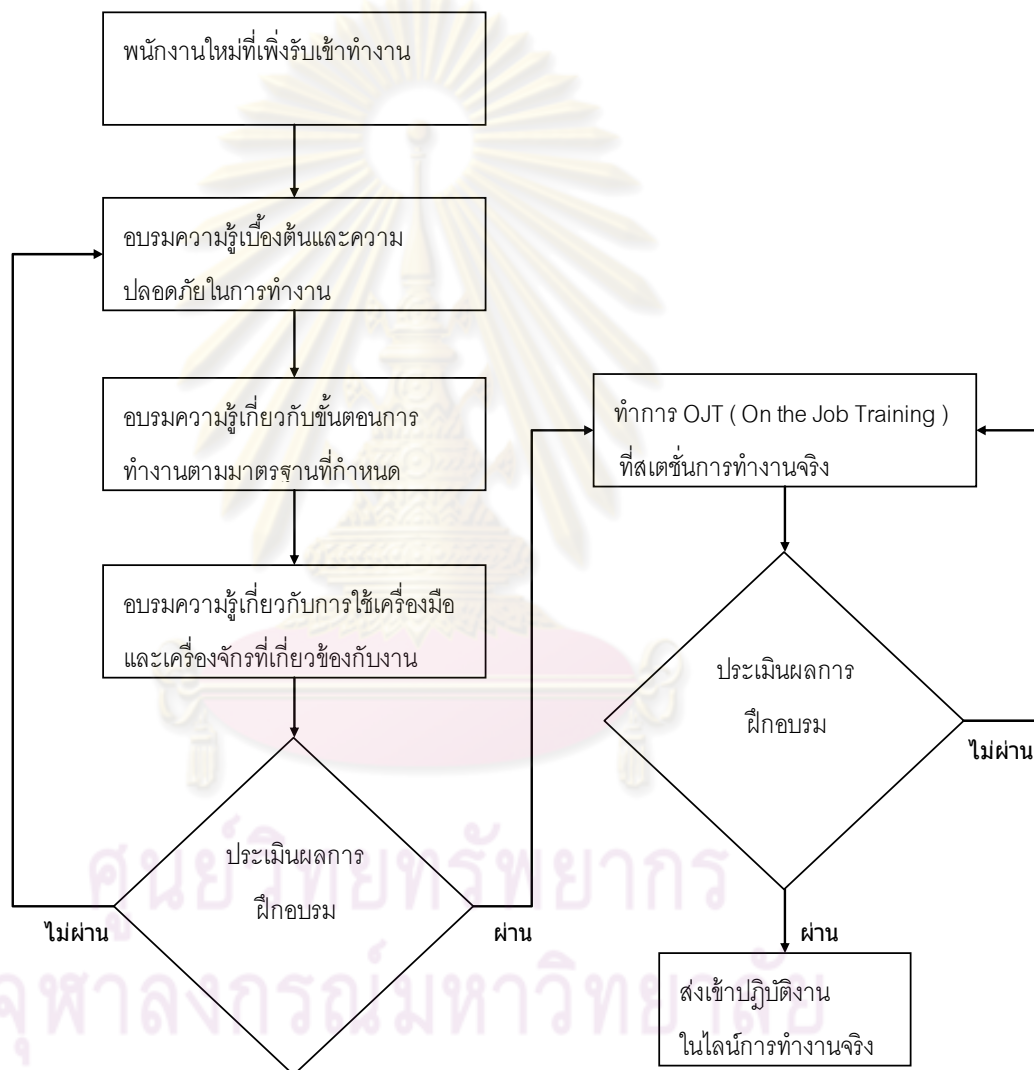 พนักงานใหม่ที่เพิ่งรับเข้าทำงาน
อบรมความรู้เบื้องต้นและความ
ปลอดภัยในการทำงาน
อบรมความรู้เกี่ยวกับขั้นตอนการ
ทำงานตามมาตรฐานที่กำหนด
อบรมความรู้เกี่ยวกับการใช้เครื่องมือ
และเครื่องจักรที่เกี่ยวข้องกับงาน
ประเมินผลการ
ฝึกอบรม
ไม่ผ่าน
ผ่าน
ทำการ OJT ( On the Job Training )
ที่สเตชั่นการทำงานจริง
ประเมินผลการ
ฝึกอบรม
ไม่ผ่าน
ผ่าน
ส่งเข้าปฏิบัติงาน
ในไลน์การทำงานจริง
ศูนย์วิทยทรัพยากร
จุฬาลงกรณ์มหาวิทยาลัย